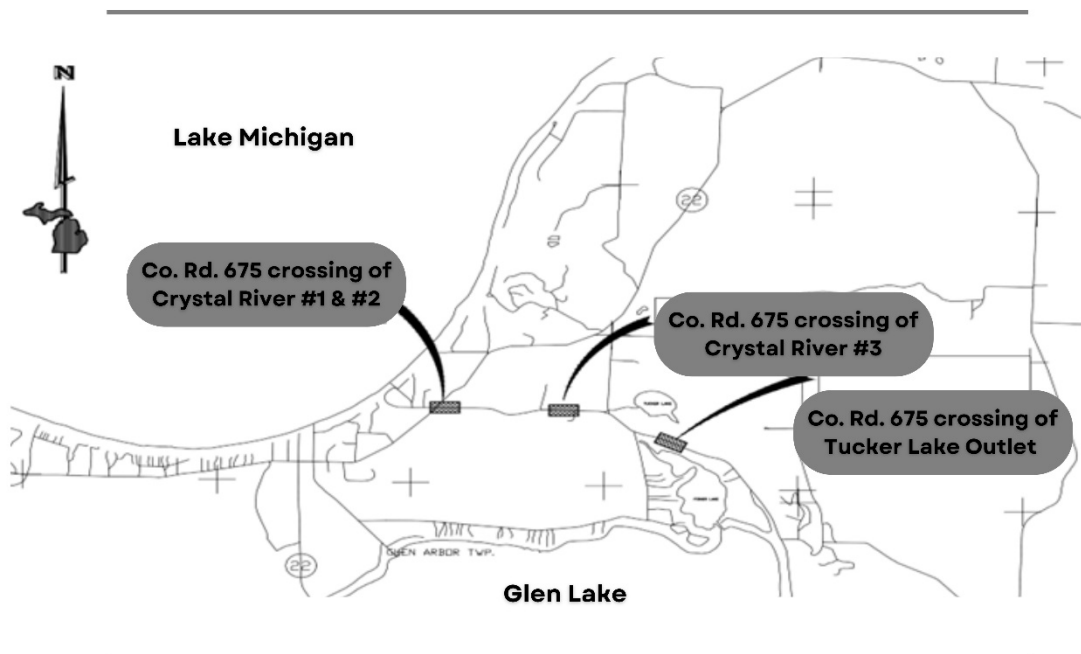 N
Lake Michigan
22
Co. Rd. 675 crossing of
Crystal River #1 & #2
Co. Rd. 675 crossing of
Crystal River #3
TUCKER LAKE
Co. Rd. 675 crossing of
Tucker Lake Outlet
GLEN ARBOR TWP.
22
Glen Lake